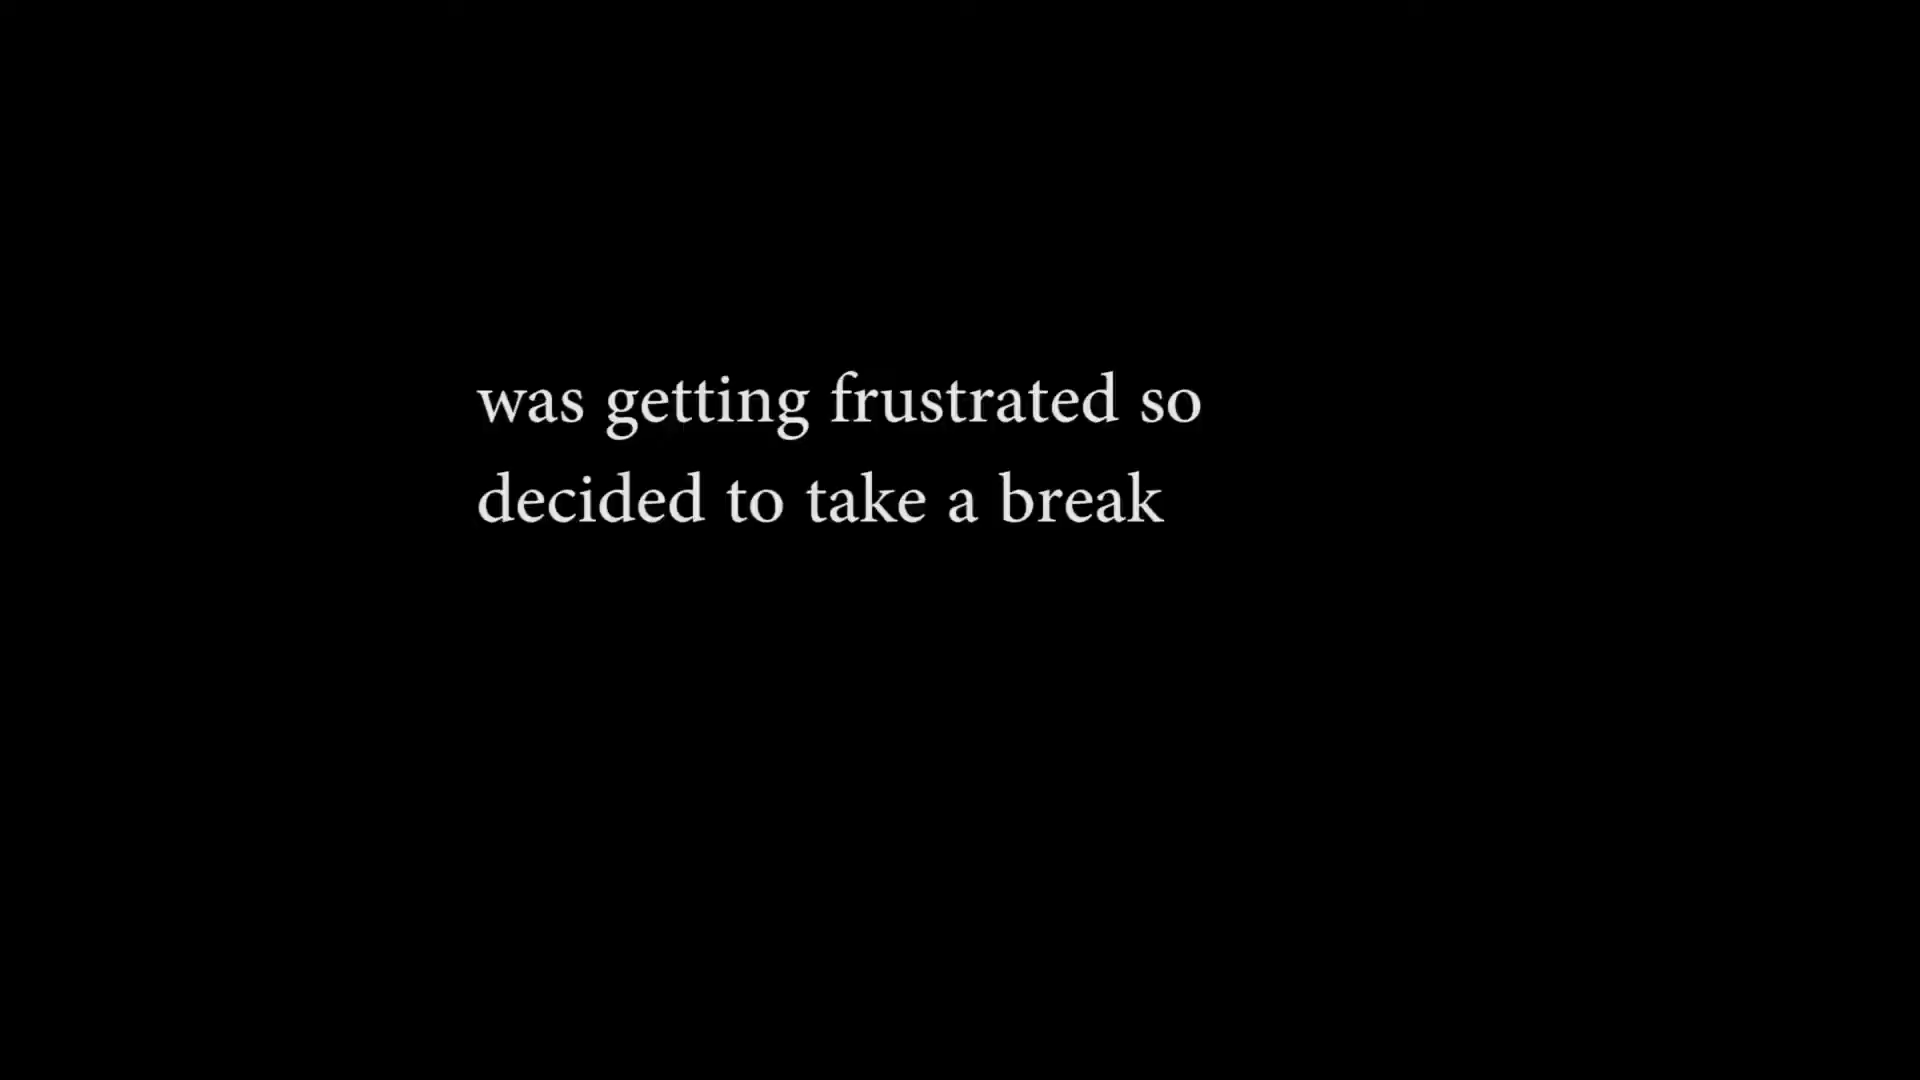 was getting frustrated so
decided to take a break